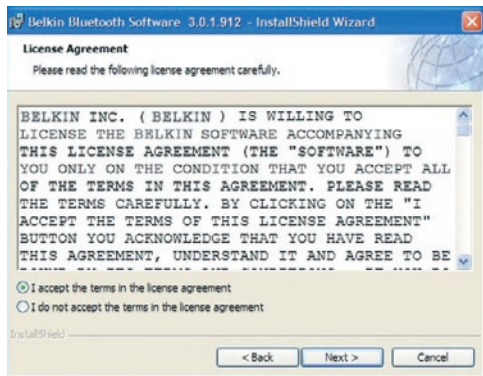 Belkin Bluetooth Software 3.0.1.912 - InstallShield Wizard
License Agreement
Please read the following license agreement carefully.
BELKIN INC. ( BELKIN ) IS WILLING TO
LICENSE THE BELKIN SOFTWARE ACCOMPANYING
THIS LICENSE AGREEMENT (THE "SOFTWARE") TO
YOU ONLY ON THE CONDITION THAT YOU ACCEPT ALL
OF THE TERMS IN THIS AGREEMENT. PLEASE READ
THE TERMS CAREFULLY. BY CLICKING ON THE "I
ACCEPT THE TERMS OF THIS LICENSE AGREEMENT"
BUTTON YOU ACKNOWLEDGE THAT YOU HAVE READ
THIS AGREEMENT, UNDERSTAND IT AND AGREE TO BE
I accept the terms in the license agreement
I do not accept the terms in the license agreement
InstallShield
< Back Next > Cancel